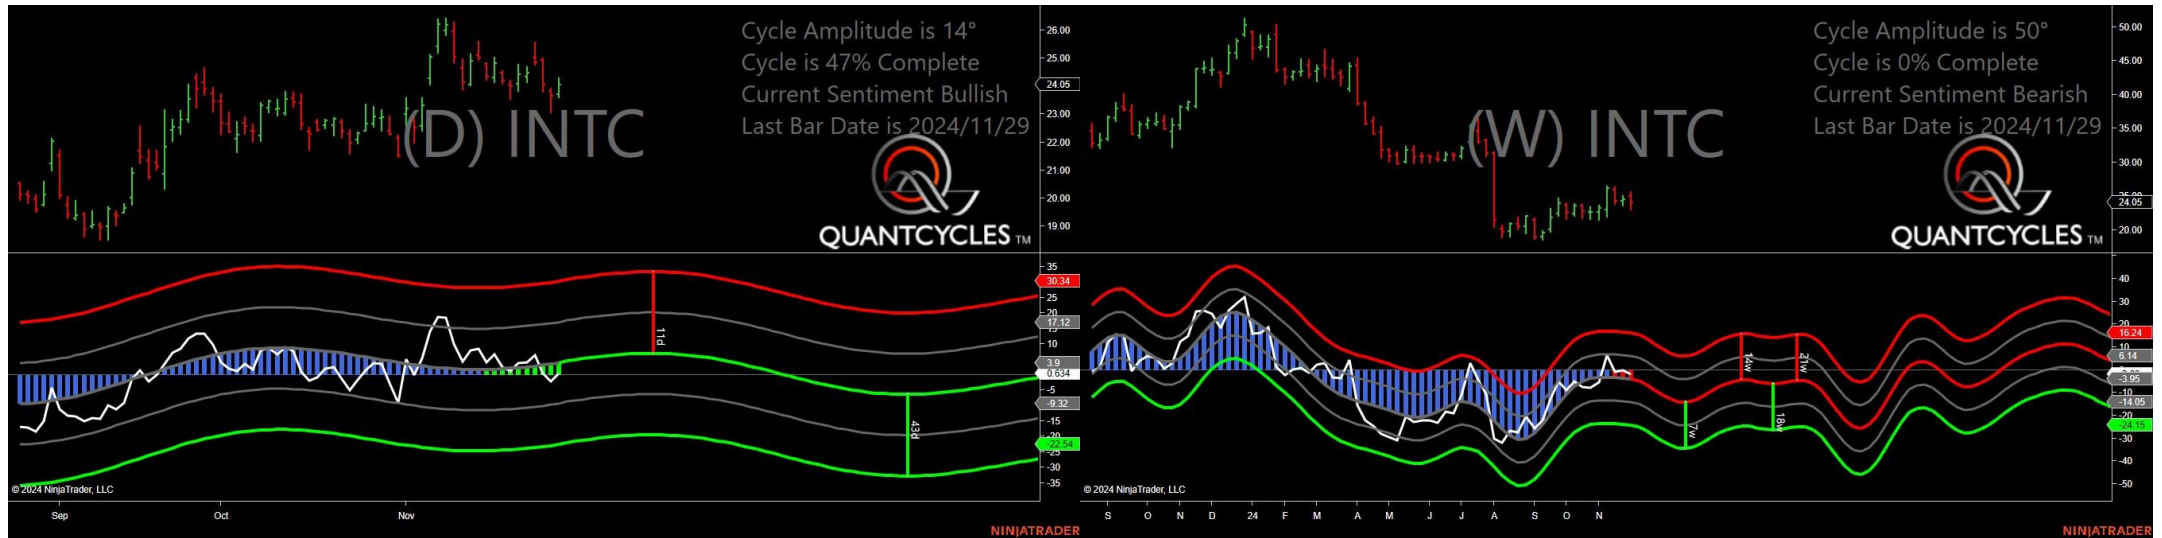 Cycle Amplitude is 14°
Cycle is 47% Complete
Current Sentiment Bullish
Last Bar Date is 2024/11/29
(D) INTC
QUANTCYCLES TM
26.00
25.00
24.05
23.00
22.00
21.00
20.00
19.00
35
30.34
25
20
17.12
15
10
3.9
0.634
-5
-9.32
-15
-20
-22.54
-25
-30
-35
11d
43d
© 2024 NinjaTrader, LLC
Sep Oct Nov
NINJATRADER
Cycle Amplitude is 50°
Cycle is 0% Complete
Current Sentiment Bearish
Last Bar Date is 2024/11/29
(W) INTC
QUANTCYCLES TM
50.00
45.00
40.00
35.00
30.00
25.00
24.05
20.00
40
30
20
16.24
6.14
-3.95
-10
-14.05
-20
-24.15
-30
-40
-50
14w
21w
7w
18w
© 2024 NinjaTrader, LLC
S O N D 24 F M A M J J A S O N
NINJATRADER